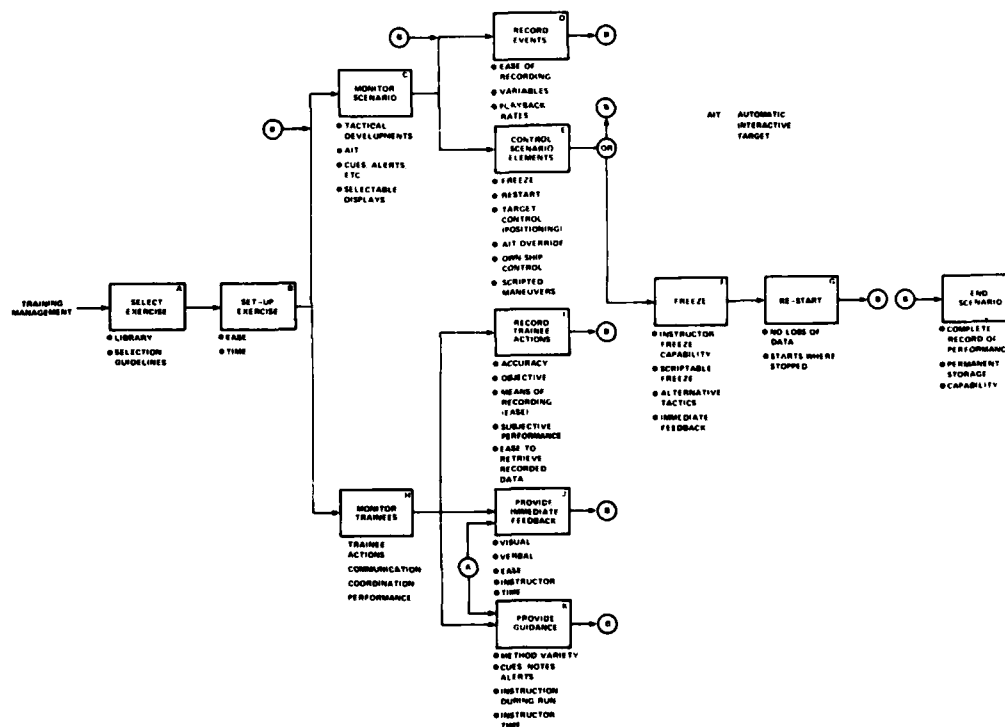 D
RECORD
EVENTS
EASE OF
RECORDING
VARIABLES
PLAYBACK
RATES
C
MONITOR
SCENARIO
TACTICAL
DEVELOPMENTS
AIT
CUES, ALERTS,
ETC
SELECTABLE
DISPLAYS
E
CONTROL
SCENARIO
ELEMENTS
OR
FREEZE
RESTART
TARGET
CONTROL
(POSITIONING)
AIT OVERRIDE
OWN SHIP
CONTROL
SCRIPTED
MANEUVERS
AIT AUTOMATIC
INTERACTIVE
TARGET
TRAINING
MANAGEMENT
A
SELECT
EXERCISE
LIBRARY
SELECTION
GUIDELINES
B
SET-UP
EXERCISE
EASE
TIME
FREEZE
INSTRUCTOR
FREEZE
CAPABILITY
SCRIPTABLE
FREEZE
ALTERNATIVE
TACTICS
IMMEDIATE
FEEDBACK
G
RE-START
NO LOSS OF
DATA
STARTS WHERE
STOPPED
END
SCENARIO
COMPLETE
RECORD OF
PERFORMANC
PERMANENT
STORAGE
CAPABILITY
I
RECORD
TRAINEE
ACTIONS
ACCURACY
OBJECTIVE
MEANS OF
RECORDING
(EASE)
SUBJECTIVE
PERFORMANCE
EASE TO
RETRIEVE
RECORDED
DATA
H
MONITOR
TRAINEES
TRAINEE
ACTIONS
COMMUNICATION
COORDINATION
PERFORMANCE
J
PROVIDE
IMMEDIATE
FEEDBACK
VISUAL
VERBAL
EASE
INSTRUCTOR
TIME
A
K
PROVIDE
GUIDANCE
METHOD VARIETY
CUES NOTES
ALERTS
INSTRUCTION
DURING RUN
INSTRUCTOR
TIME